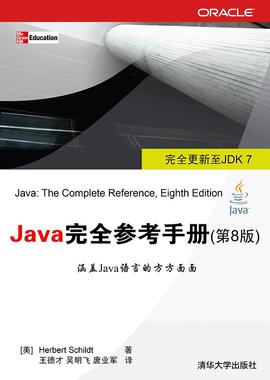 ORACLE
Mc
Graw
Hill
Education
完全更新至JDK 7
Java: The Complete Reference, Eighth Edition
Java
Java完全参考手册(第8版)
涵盖Java语言的方方面面
[美] Herbert Schildt 著
王德才 吴明飞 唐业军 译
清华大学出版社